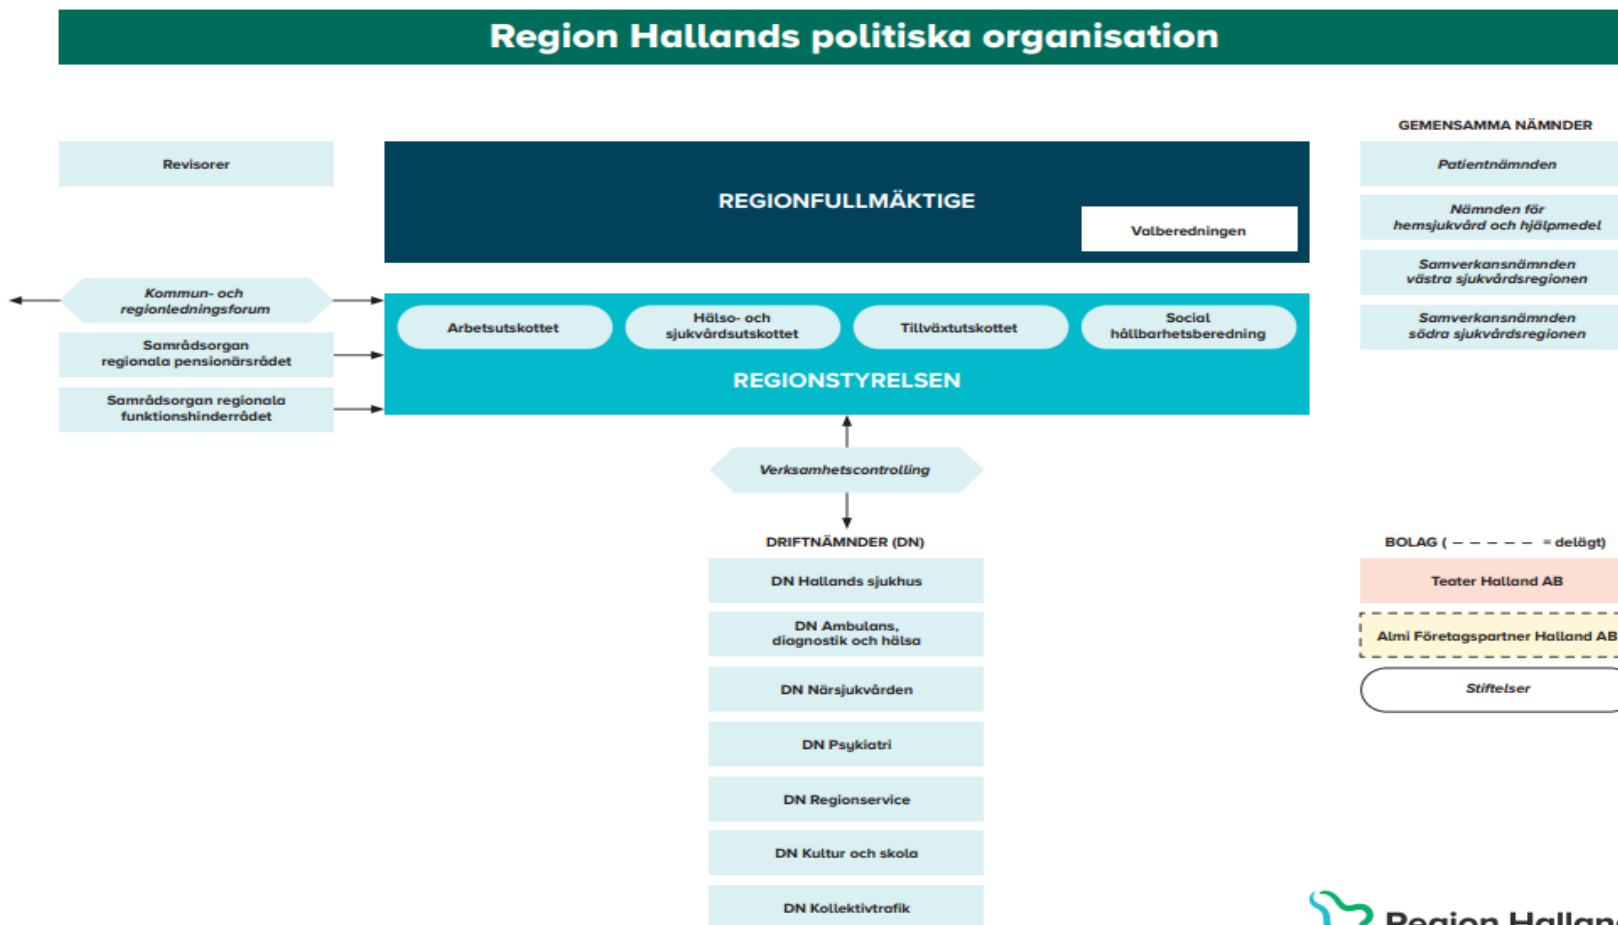 Region Hallands politiska organisation
Revisorer
REGIONFULLMÄKTIGE
Valberedningen
GEMENSAMMA NÄMNDER
Patientnämnden
Nämnden för
hemsjukvård och hjälpmedel
Samverkansnämnden
västra sjukvårdsregionen
Samverkansnämnden
södra sjukvårdsregionen
Kommun- och
regionledningsforum
Samrådsorgan
regionala pensionärsrådet
Samrådsorgan regionala
funktionshinderrådet
Arbetsutskottet
Hälso- och
sjukvårdsutskottet
Tillväxtutskottet
Social
hållbarhetsberedning
REGIONSTYRELSEN
Verksamhetscontrolling
DRIFTNÄMNDER (DN)
DN Hallands sjukhus
DN Ambulans,
diagnostik och hälsa
DN Närsjukvården
DN Psykiatri
DN Regionservice
DN Kultur och skola
DN Kollektivtrafik
BOLAG ( – – – – – = delägt)
Teater Halland AB
Almi Företagspartner Halland AB
Stiftelser
Region Halland